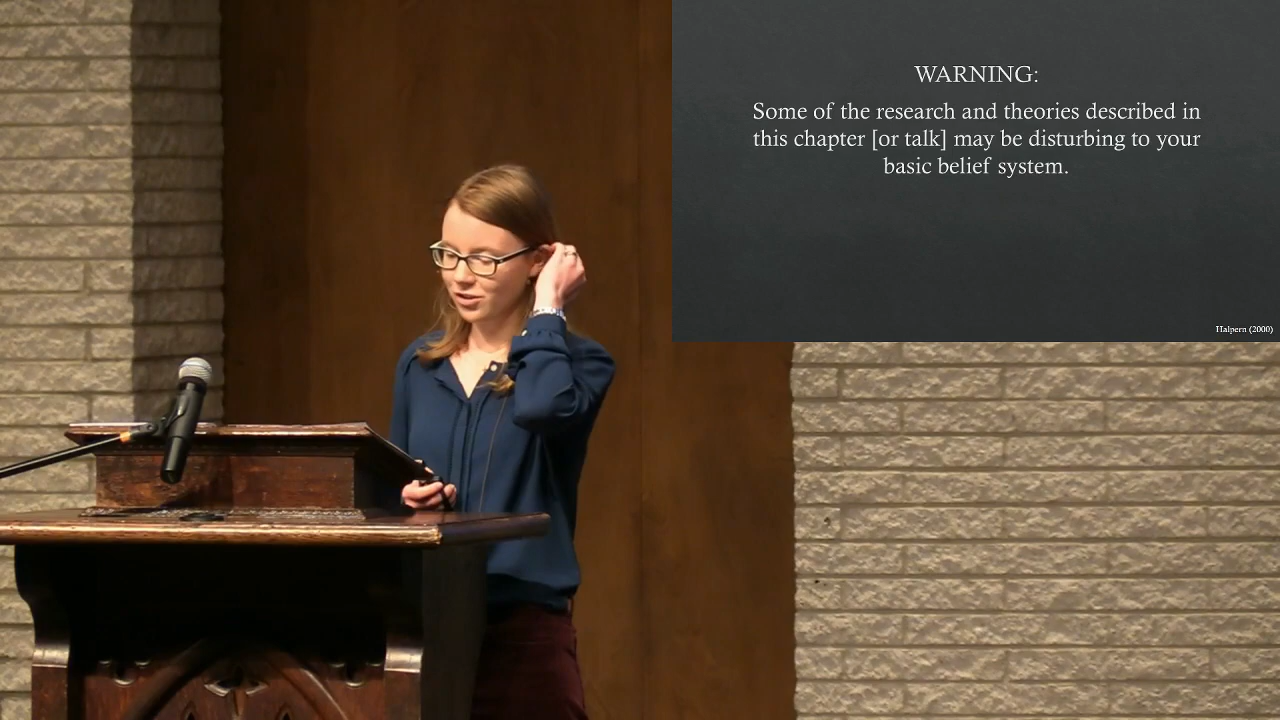 WARNING:
Some of the research and theories described in
this chapter [or talk] may be disturbing to your
basic belief system.
Halpern (2000)